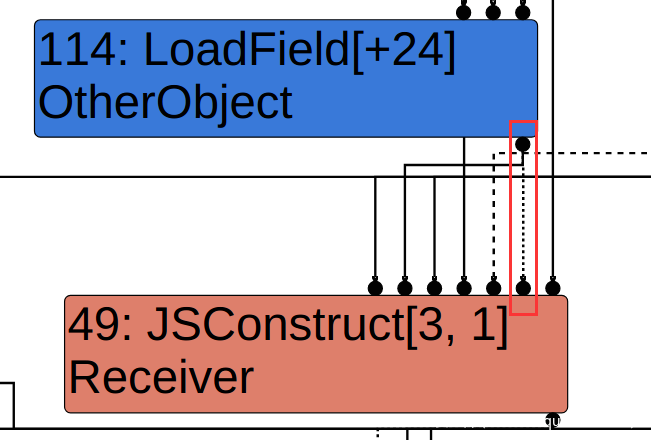 114: LoadField[+24]
OtherObject
49: JSConstruct[3, 1]
Receiver